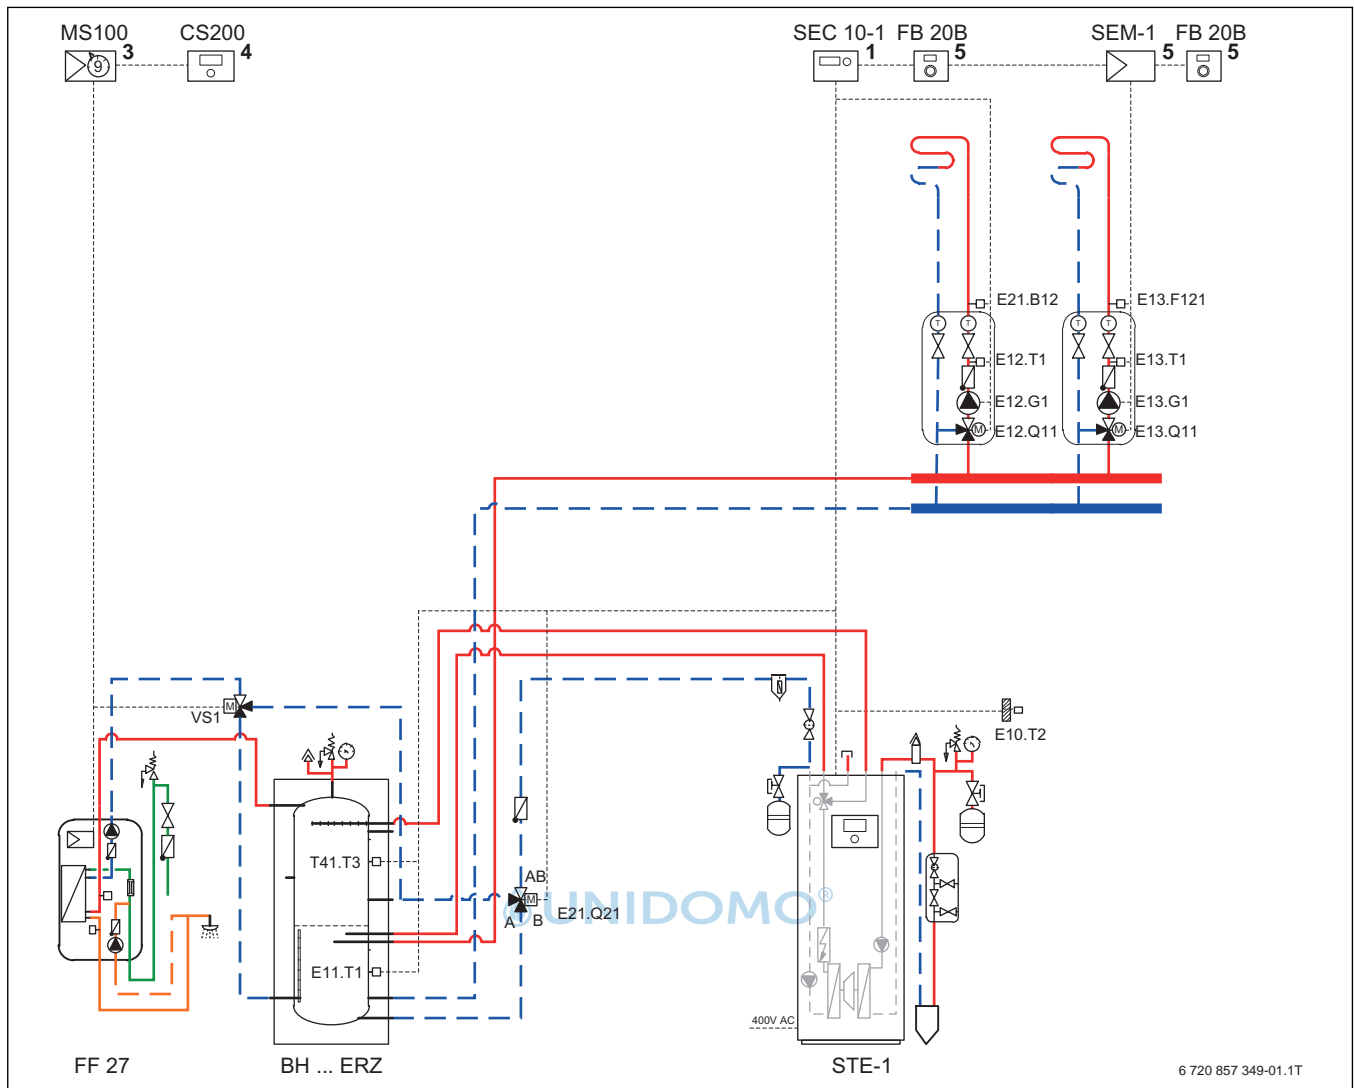 MS100 CS200 SEC 10-1 FB 20B SEM-1 FB 20B
3 4 1 5 5 5
9
E21.B12 E13.F121
T T T T
E12.T1 E13.T1
E12.G1 E13.G1
M E12.Q11 M E13.Q11
M
VS1
E10.T2
T41.T3
AB
M
A B E21.Q21
UNIDOMO®
E11.T1
400V AC
FF 27 BH ... ERZ STE-1
6 720 857 349-01.1T